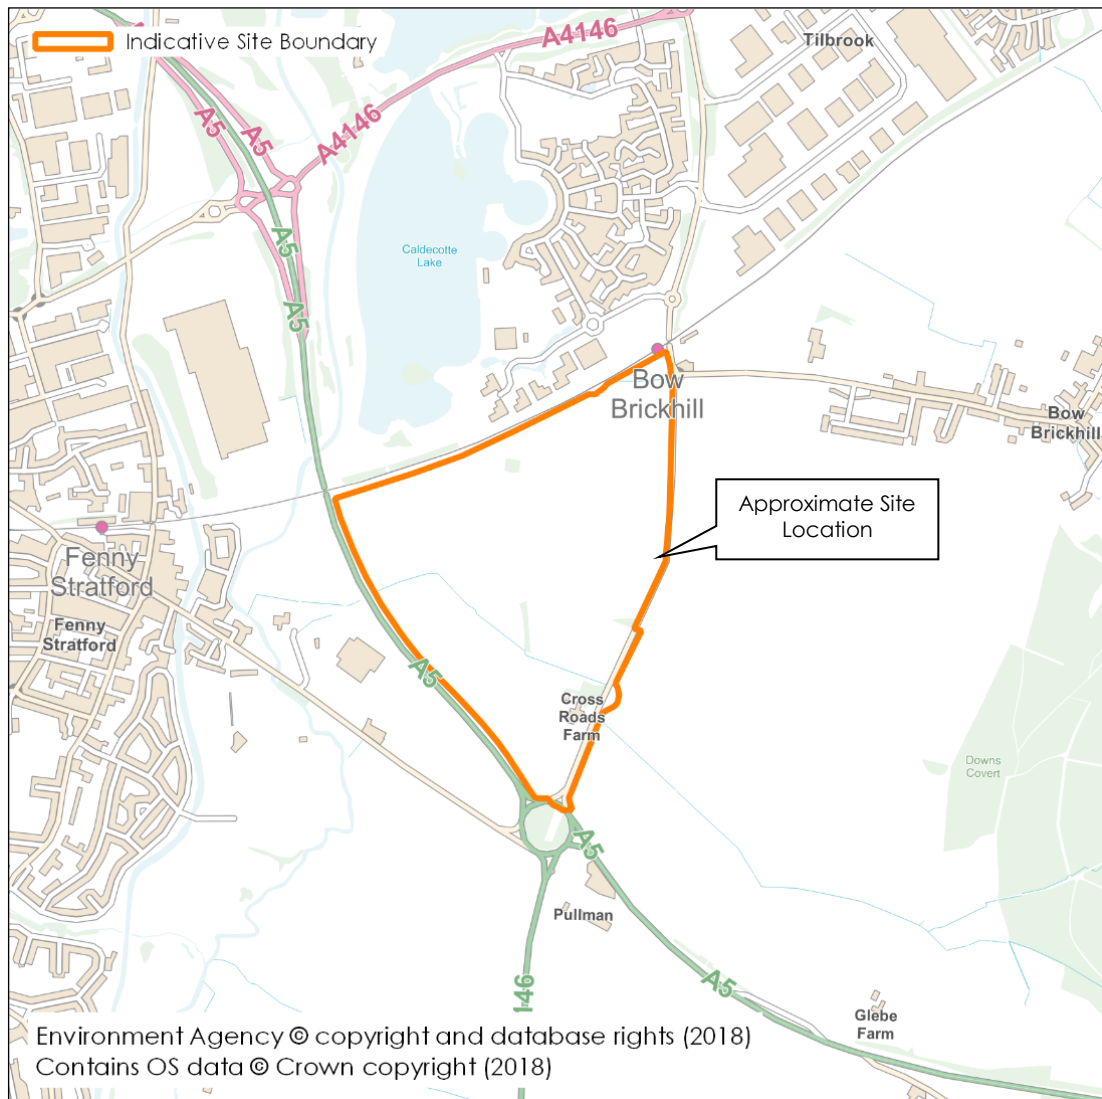 Indicative Site Boundary
A4146
Tilbrook
A5
A5
A4146
A5
Caldecotte
Lake
A5
Bow
Brickhill
Bow
Brickhill
Approximate Site
Location
Fenny
Stratford
Fenny
Stratford
A5
Cross
Roads
Farm
Downs
Covert
A5
Pullman
A5
146
Glebe
Farm
Environment Agency © copyright and database rights (2018)
Contains OS data © Crown copyright (2018)